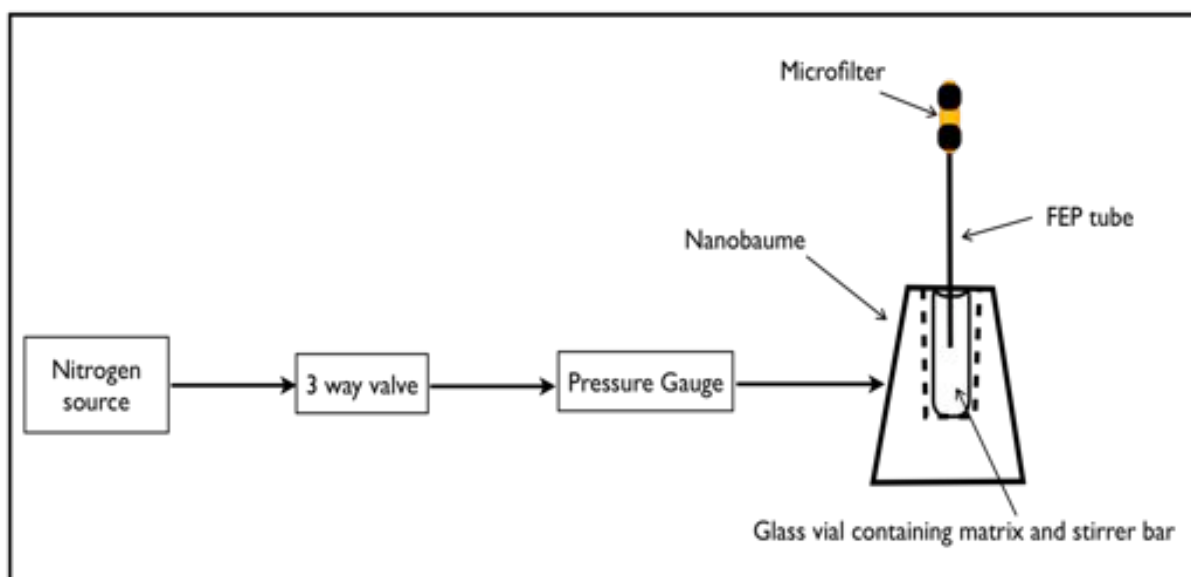 Microfilter
FEP tube
Nanobaume
Nitrogen
source
3 way valve
Pressure Gauge
Glass vial containing matrix and stirrer bar